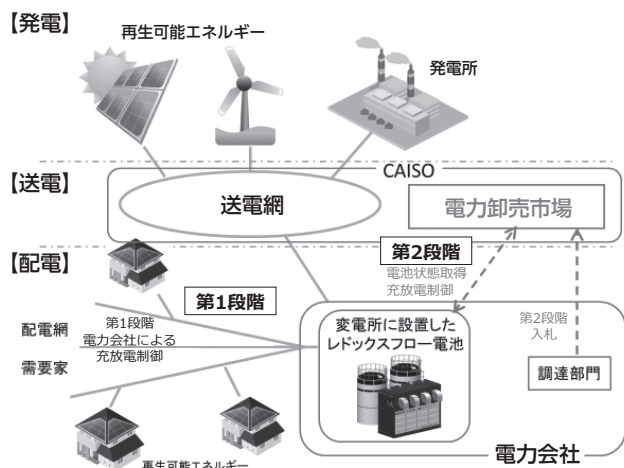 【発電】
再生可能エネルギー
発電所
CAISO
【送電】
送電網
電力卸売市場
第2段階
電池状態取得
充放電制御
【配電】
第1段階
配電網
需要家
第1段階
電力会社による
充放電制御
変電所に設置した
レドックスフロー電池
第2段階
入札
調達部門
電力会社
再生可能エネルギー